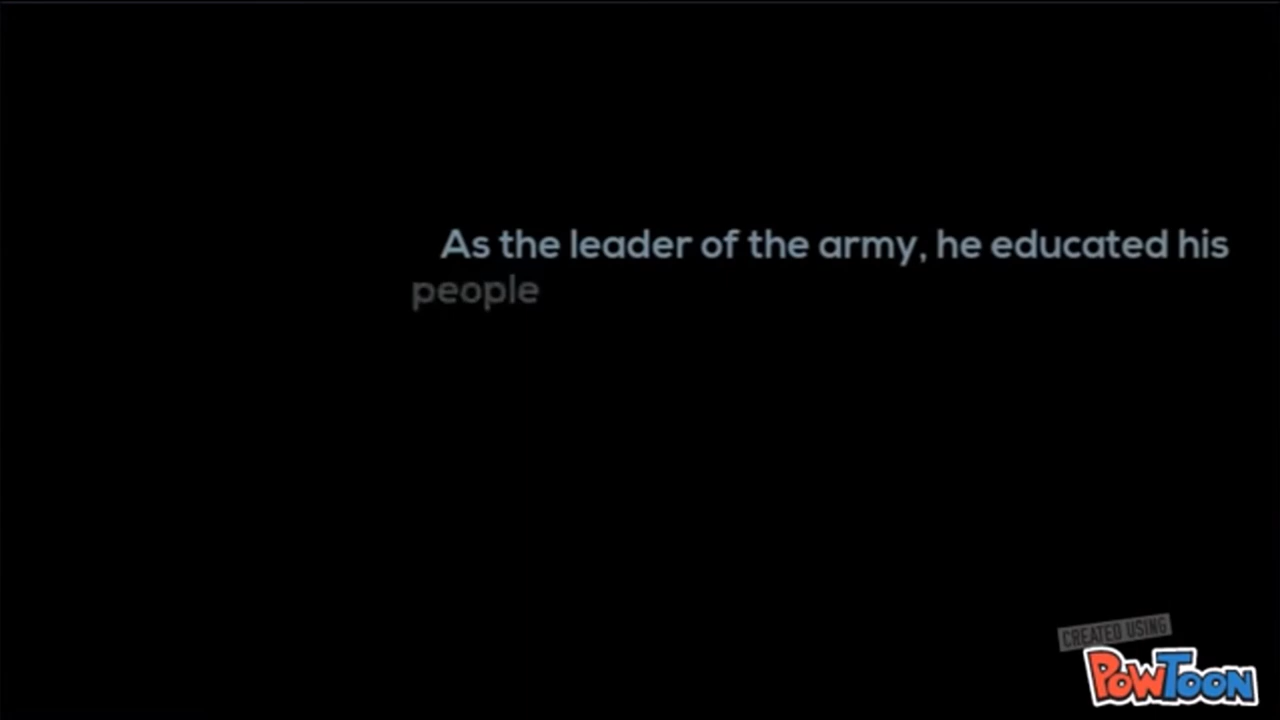 As the leader of the army, he educated his
people
CREATED USING
POWTOON